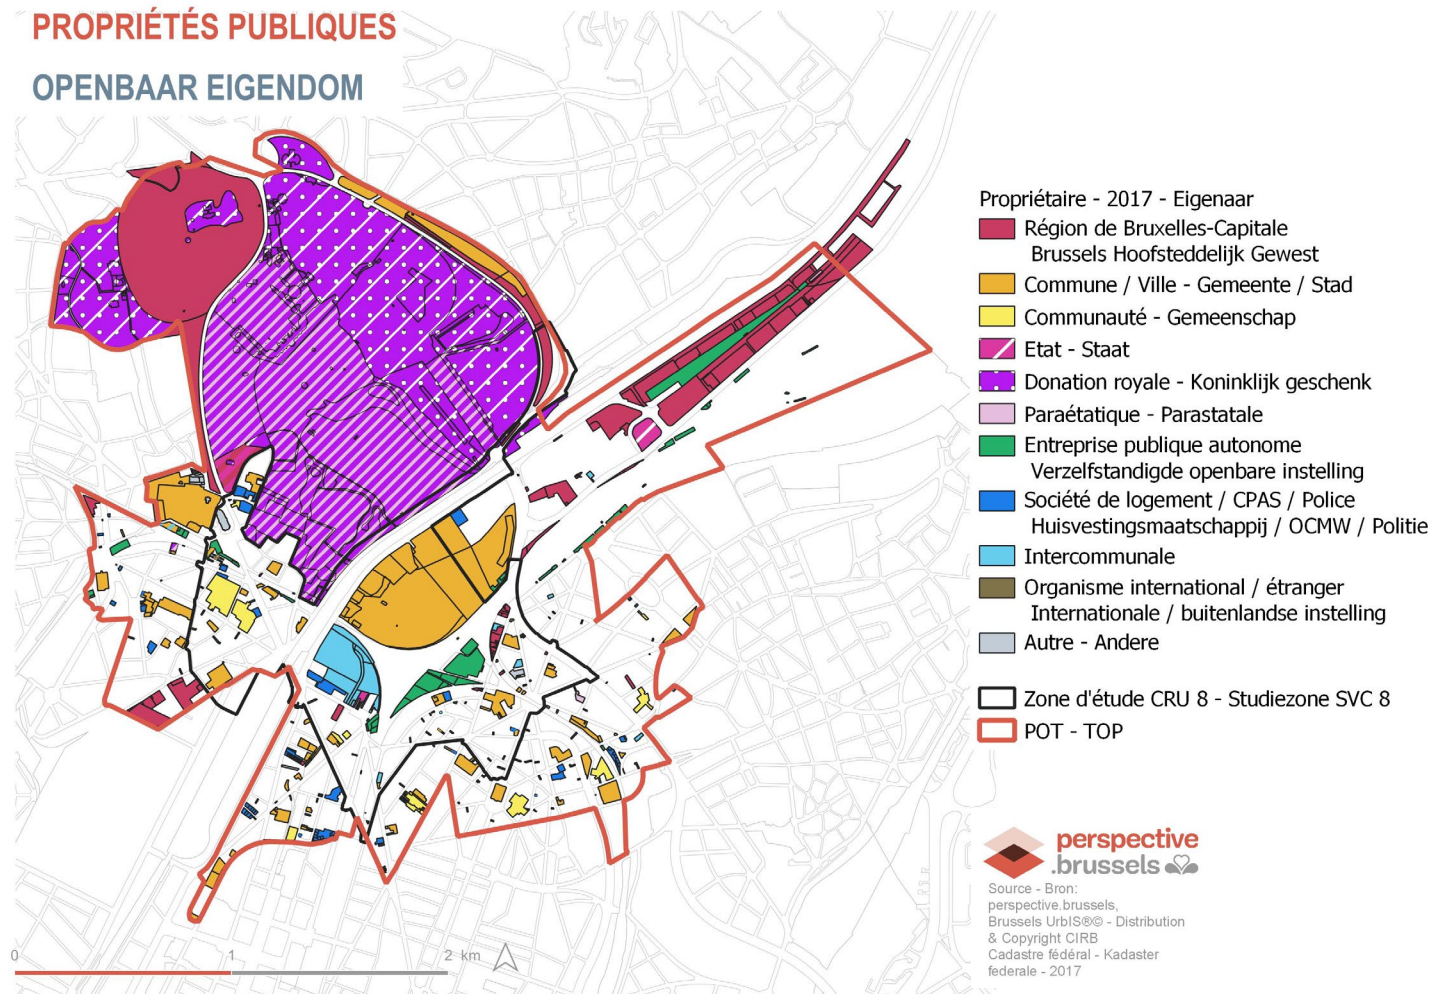 PROPRIÉTÉS PUBLIQUES
OPENBAAR EIGENDOM
Propriétaire - 2017 - Eigenaar
Région de Bruxelles-Capitale
Brussels Hoofsteddelijk Gewest
Commune / Ville - Gemeente / Stad
Communauté - Gemeenschap
Etat - Staat
Donation royale - Koninklijk geschenk
Paraétatique - Parastatale
Entreprise publique autonome
Verzelfstandigde openbare instelling
Société de logement / CPAS / Police
Huisvestingsmaatschappij / OCMW / Politie
Intercommunale
Organisme international / étranger
Internationale / buitenlandse instelling
Autre - Andere
Zone d'étude CRU 8 - Studiezone SVC 8
POT - TOP
perspective
.brussels
Source - Bron:
perspective.brussels,
Brussels UrbIS®© - Distribution
& Copyright CIRB
Cadastre fédéral - Kadaster
federale - 2017
0 1 2 km